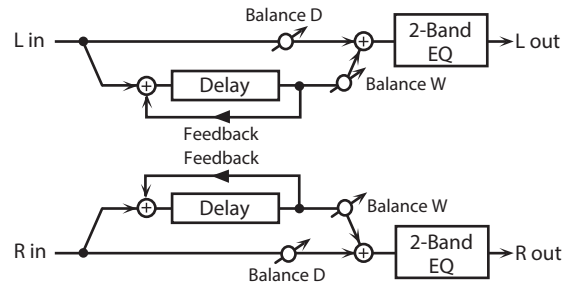 Balance D
L in
2-Band
EQ
L out
Delay
Balance W
Feedback
Feedback
Delay
Balance W
R in
2-Band
EQ
R out
Balance D